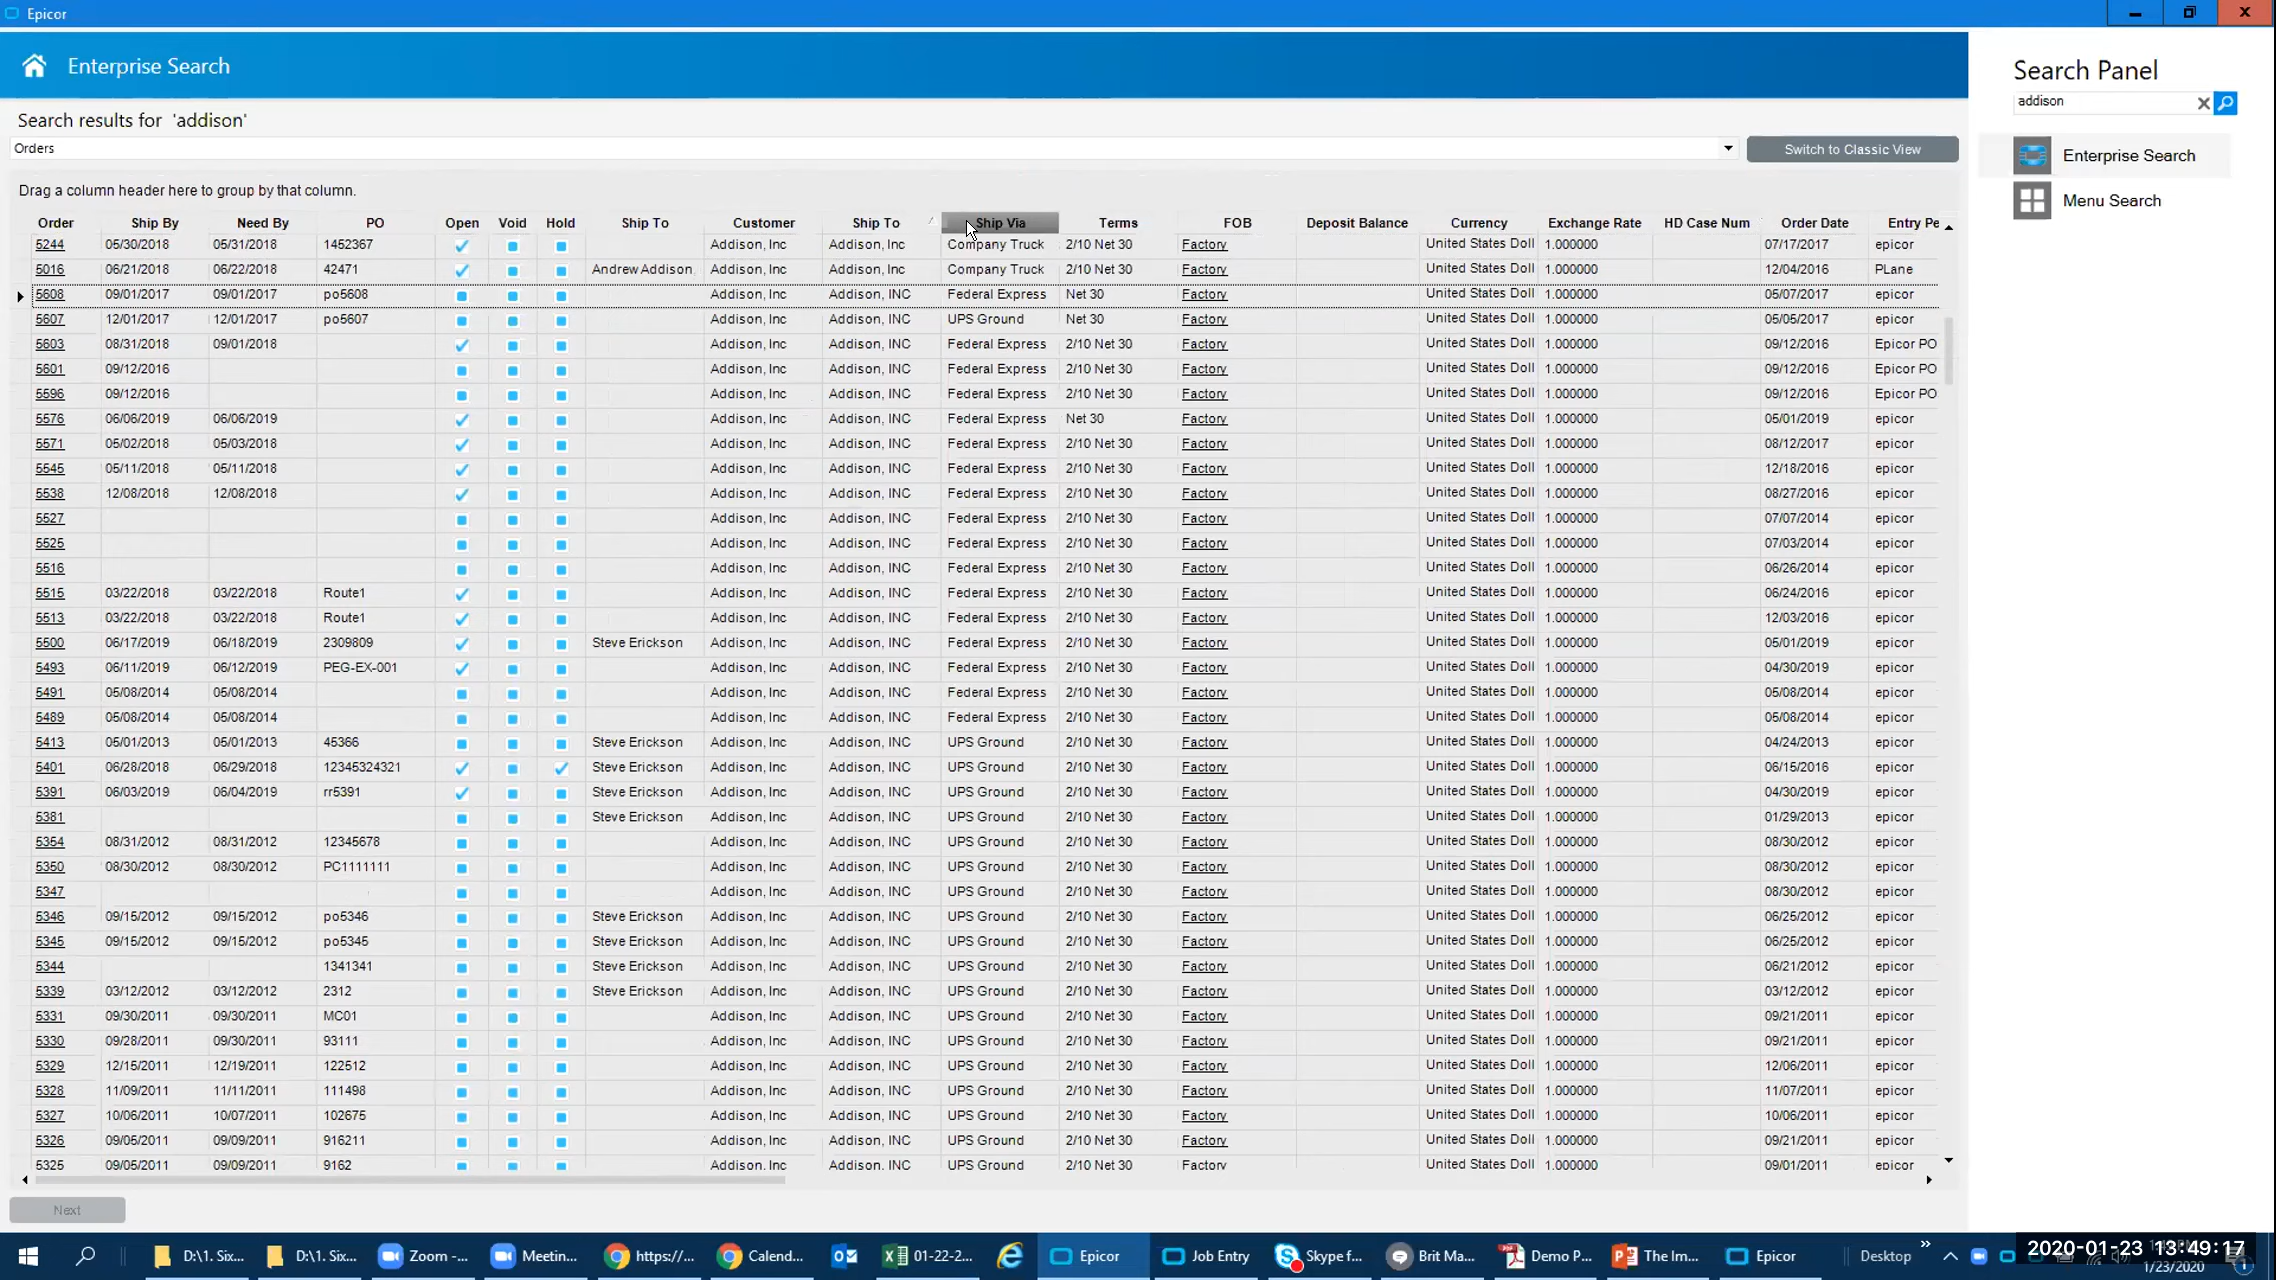 Epicor
Enterprise Search
Search Panel
addison
Enterprise Search
Menu Search
Search results for 'addison'
Orders
Switch to Classic View
Drag a column header here to group by that column.
Order Ship By Need By PO Open Void Hold Ship To Customer Ship To Ship Via Terms FOB Deposit Balance Currency Exchange Rate HD Case Num Order Date Entry Pe
5244 05/30/2018 05/31/2018 1452367 Addison, Inc Addison, Inc Company Truck 2/10 Net 30 Factory United States Doll 1.000000 07/17/2017 epicor
5016 06/21/2018 06/22/2018 42471 Andrew Addison Addison, Inc Addison, Inc Company Truck 2/10 Net 30 Factory United States Doll 1.000000 12/04/2016 PLane
5608 09/01/2017 09/01/2017 po5608 Addison, Inc Addison, INC Federal Express Net 30 Factory United States Doll 1.000000 05/07/2017 epicor
5607 12/01/2017 12/01/2017 po5607 Addison, Inc Addison, INC UPS Ground Net 30 Factory United States Doll 1.000000 05/05/2017 epicor
5603 08/31/2018 09/01/2018 Addison, Inc Addison, INC Federal Express 2/10 Net 30 Factory United States Doll 1.000000 09/12/2016 Epicor PO
5601 09/12/2016 Addison, Inc Addison, INC Federal Express 2/10 Net 30 Factory United States Doll 1.000000 09/12/2016 Epicor PO
5596 09/12/2016 Addison, Inc Addison, INC Federal Express 2/10 Net 30 Factory United States Doll 1.000000 09/12/2016 Epicor PO
5576 06/06/2019 06/06/2019 Addison, Inc Addison, INC Federal Express Net 30 Factory United States Doll 1.000000 05/01/2019 epicor
5571 05/02/2018 05/03/2018 Addison, Inc Addison, INC Federal Express 2/10 Net 30 Factory United States Doll 1.000000 08/12/2017 epicor
5545 05/11/2018 05/11/2018 Addison, Inc Addison, INC Federal Express 2/10 Net 30 Factory United States Doll 1.000000 12/18/2016 epicor
5538 12/08/2018 12/08/2018 Addison, Inc Addison, INC Federal Express 2/10 Net 30 Factory United States Doll 1.000000 08/27/2016 epicor
5527 Addison, Inc Addison, INC Federal Express 2/10 Net 30 Factory United States Doll 1.000000 07/07/2014 epicor
5525 Addison, Inc Addison, INC Federal Express 2/10 Net 30 Factory United States Doll 1.000000 07/03/2014 epicor
5516 Addison, Inc Addison, INC Federal Express 2/10 Net 30 Factory United States Doll 1.000000 06/26/2014 epicor
5515 03/22/2018 03/22/2018 Route1 Addison, Inc Addison, INC Federal Express 2/10 Net 30 Factory United States Doll 1.000000 06/24/2016 epicor
5513 03/22/2018 03/22/2018 Route1 Addison, Inc Addison, INC Federal Express 2/10 Net 30 Factory United States Doll 1.000000 12/03/2016 epicor
5500 06/17/2019 06/18/2019 2309809 Steve Erickson Addison, Inc Addison, INC Federal Express 2/10 Net 30 Factory United States Doll 1.000000 05/01/2019 epicor
5493 06/11/2019 06/12/2019 PEG-EX-001 Addison, Inc Addison, INC Federal Express 2/10 Net 30 Factory United States Doll 1.000000 04/30/2019 epicor
5491 05/08/2014 05/08/2014 Addison, Inc Addison, INC Federal Express 2/10 Net 30 Factory United States Doll 1.000000 05/08/2014 epicor
5489 05/08/2014 05/08/2014 Addison, Inc Addison, INC Federal Express 2/10 Net 30 Factory United States Doll 1.000000 05/08/2014 epicor
5413 05/01/2013 05/01/2013 45366 Steve Erickson Addison, Inc Addison, INC UPS Ground 2/10 Net 30 Factory United States Doll 1.000000 04/24/2013 epicor
5401 06/28/2018 06/29/2018 12345324321 Steve Erickson Addison, Inc Addison, INC UPS Ground 2/10 Net 30 Factory United States Doll 1.000000 06/15/2016 epicor
5391 06/03/2019 06/04/2019 rr5391 Steve Erickson Addison, Inc Addison, INC UPS Ground 2/10 Net 30 Factory United States Doll 1.000000 04/30/2019 epicor
5381 Steve Erickson Addison, Inc Addison, INC UPS Ground 2/10 Net 30 Factory United States Doll 1.000000 01/29/2013 epicor
5354 08/31/2012 08/31/2012 12345678 Addison, Inc Addison, INC UPS Ground 2/10 Net 30 Factory United States Doll 1.000000 08/30/2012 epicor
5350 08/30/2012 08/30/2012 PC1111111 Addison, Inc Addison, INC UPS Ground 2/10 Net 30 Factory United States Doll 1.000000 08/30/2012 epicor
5347 Addison, Inc Addison, INC UPS Ground 2/10 Net 30 Factory United States Doll 1.000000 08/30/2012 epicor
5346 09/15/2012 09/15/2012 po5346 Steve Erickson Addison, Inc Addison, INC UPS Ground 2/10 Net 30 Factory United States Doll 1.000000 06/25/2012 epicor
5345 09/15/2012 09/15/2012 po5345 Steve Erickson Addison, Inc Addison, INC UPS Ground 2/10 Net 30 Factory United States Doll 1.000000 06/25/2012 epicor
5344 1341341 Steve Erickson Addison, Inc Addison, INC UPS Ground 2/10 Net 30 Factory United States Doll 1.000000 06/21/2012 epicor
5339 03/12/2012 03/12/2012 2312 Steve Erickson Addison, Inc Addison, INC UPS Ground 2/10 Net 30 Factory United States Doll 1.000000 03/12/2012 epicor
5331 09/30/2011 09/30/2011 MC01 Addison, Inc Addison, INC UPS Ground 2/10 Net 30 Factory United States Doll 1.000000 09/21/2011 epicor
5330 09/28/2011 09/30/2011 93111 Addison, Inc Addison, INC UPS Ground 2/10 Net 30 Factory United States Doll 1.000000 09/21/2011 epicor
5329 12/15/2011 12/19/2011 122512 Addison, Inc Addison, INC UPS Ground 2/10 Net 30 Factory United States Doll 1.000000 12/06/2011 epicor
5328 11/09/2011 11/11/2011 111498 Addison, Inc Addison, INC UPS Ground 2/10 Net 30 Factory United States Doll 1.000000 11/07/2011 epicor
5327 10/06/2011 10/07/2011 102675 Addison, Inc Addison, INC UPS Ground 2/10 Net 30 Factory United States Doll 1.000000 10/06/2011 epicor
5326 09/05/2011 09/09/2011 916211 Addison, Inc Addison, INC UPS Ground 2/10 Net 30 Factory United States Doll 1.000000 09/21/2011 epicor
5325 09/05/2011 09/09/2011 9162 Addison, Inc Addison, INC UPS Ground 2/10 Net 30 Factory United States Doll 1.000000 09/01/2011 epicor
Next
D:\1. Six... D:\1. Six... Zoom -... Meetin... https://... Calend... 01-22-2... Epicor Job Entry Skype f... Brit Ma... Demo P... The Im... Epicor Desktop
2020-01-23 13:49:17
1/23/2020